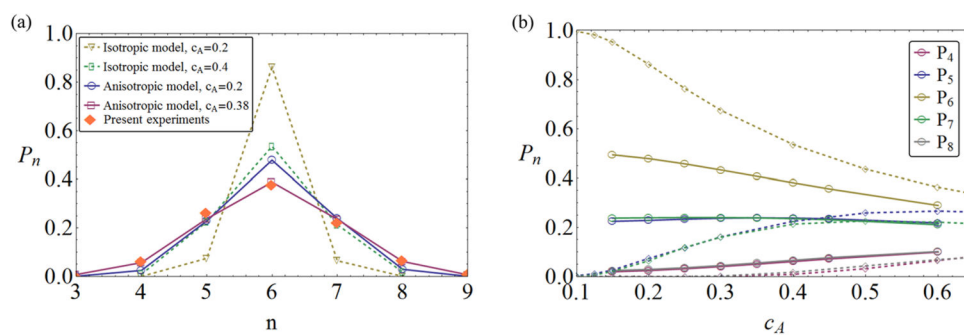 (a)
1.0
0.8
0.6
0.4
0.2
0.0
P_n
Isotropic model, c_A=0.2
Isotropic model, c_A=0.4
Anisotropic model, c_A=0.2
Anisotropic model, c_A=0.38
Present experiments
3 4 5 6 7 8 9
n
(b)
1.0
0.8
0.6
0.4
0.2
0.0
P_n
P_4
P_5
P_6
P_7
P_8
0.1 0.2 0.3 0.4 0.5 0.6
c_A